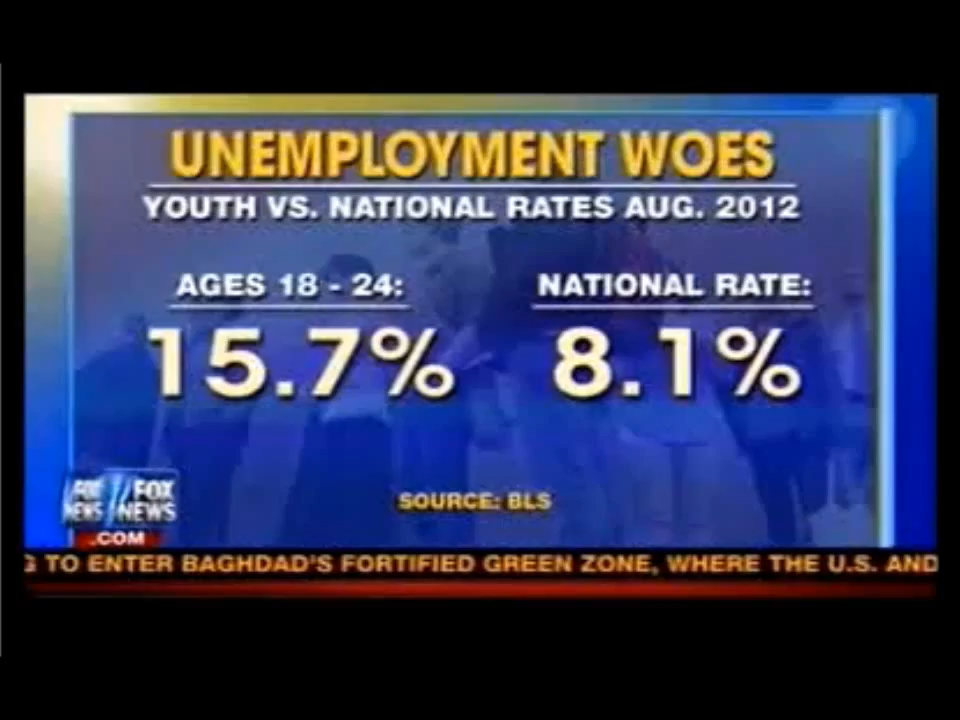 UNEMPLOYMENT WOES
YOUTH VS. NATIONAL RATES AUG. 2012
AGES 18 - 24:
15.7%
NATIONAL RATE:
8.1%
SOURCE: BLS
FOX NEWS
FOX NEWS
.COM
G TO ENTER BAGHDAD'S FORTIFIED GREEN ZONE, WHERE THE U.S. AND